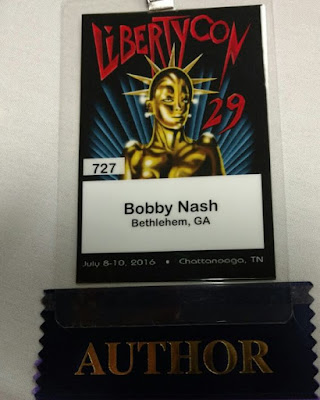 LIBERTYCON
29
727
Bobby Nash
Bethlehem, GA
July 8-10, 2016 • Chattanooga, TN
AUTHOR